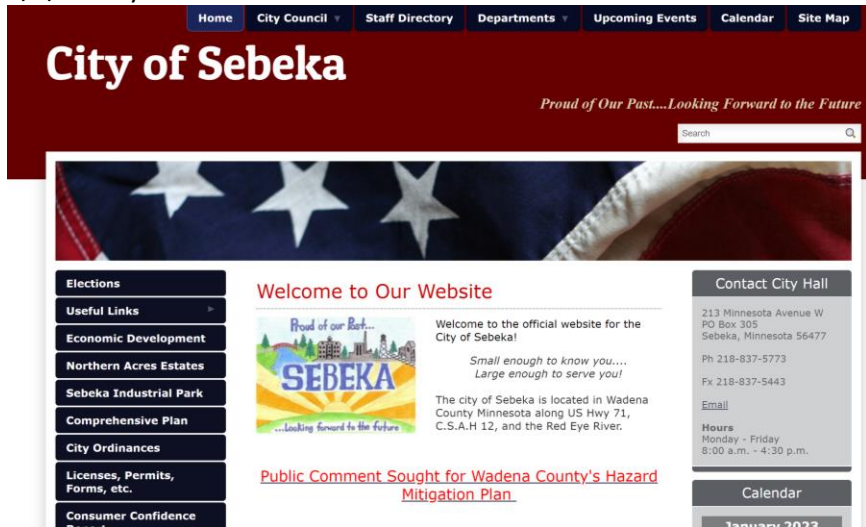 Home
City Council
Staff Directory
Departments
Upcoming Events
Calendar
Site Map
City of Sebeka
Proud of Our Past....Looking Forward to the Future
Search
Elections
Useful Links
Economic Development
Northern Acres Estates
Sebeka Industrial Park
Comprehensive Plan
City Ordinances
Licenses, Permits,
Forms, etc.
Consumer Confidence
Welcome to Our Website
Proud of our Past...
SEBEKA
...Looking forward to the future
Welcome to the official website for the
City of Sebeka!
Small enough to know you....
Large enough to serve you!
The city of Sebeka is located in Wadena
County Minnesota along US Hwy 71,
C.S.A.H 12, and the Red Eye River.
Public Comment Sought for Wadena County's Hazard
Mitigation Plan
Contact City Hall
213 Minnesota Avenue W
PO Box 305
Sebeka, Minnesota 56477
Ph 218-837-5773
Fx 218-837-5443
Email
Hours
Monday - Friday
8:00 a.m. - 4:30 p.m.
Calendar
January 2023